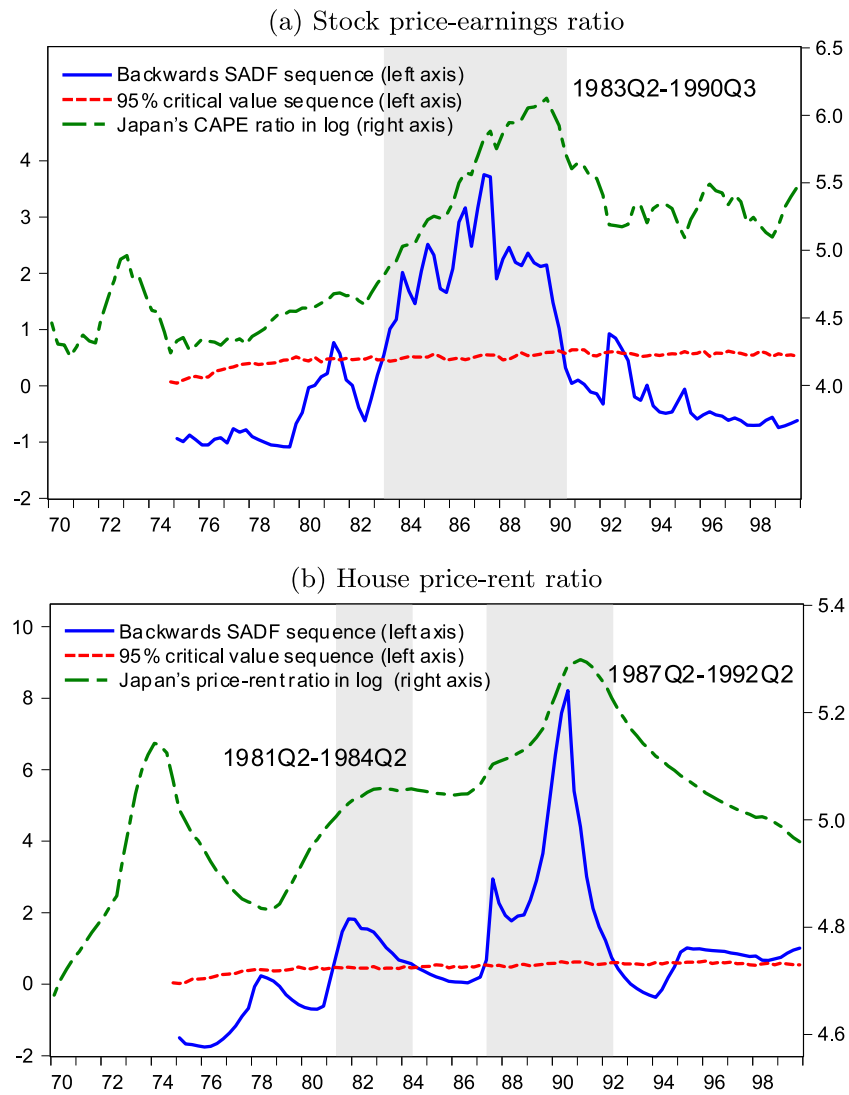 (a) Stock price-earnings ratio
6.5
Backwards SADF sequence (left axis)
95% critical value sequence (left axis)
Japan's CAPE ratio in log (right axis)
1983Q2-1990Q3
6.0
4
5.5
3
2
5.0
1
4.5
0
4.0
-1
-2
70 72 74 76 78 80 82 84 86 88 90 92 94 96 98
(b) House price-rent ratio
5.4
10
Backwards SADF sequence (left axis)
95% critical value sequence (left axis)
Japan's price-rent ratio in log (right axis)
1987Q2-1992Q2
8
5.2
1981Q2-1984Q2
6
5.0
4
2
4.8
0
4.6
-2
70 72 74 76 78 80 82 84 86 88 90 92 94 96 98